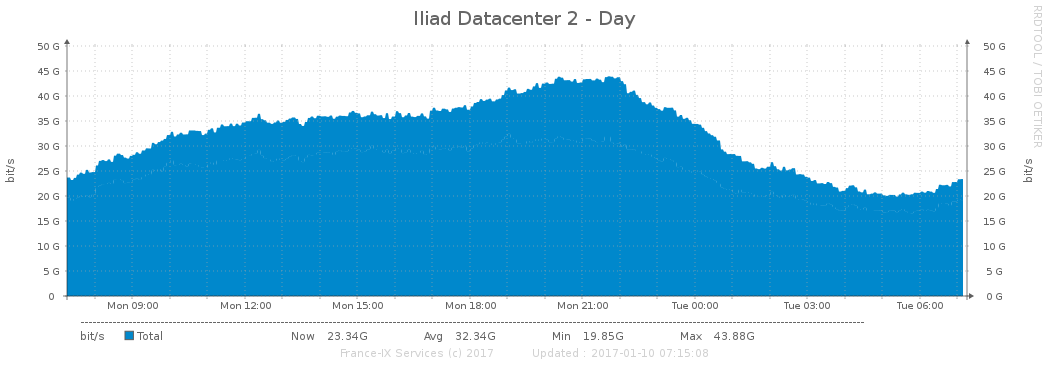 Iliad Datacenter 2 - Day
RRDTOOL / TOBI OETIKER
bit/s
bit/s
50 G 50 G
45 G 45 G
40 G 40 G
35 G 35 G
30 G 30 G
25 G 25 G
20 G 20 G
15 G 15 G
10 G 10 G
5 G 5 G
0 0 G
Mon 09:00 Mon 12:00 Mon 15:00 Mon 18:00 Mon 21:00 Tue 00:00 Tue 03:00 Tue 06:00
bit/s Total Now 23.34G Avg 32.34G Min 19.85G Max 43.88G
France-IX Services (c) 2017 Updated : 2017-01-10 07:15:08